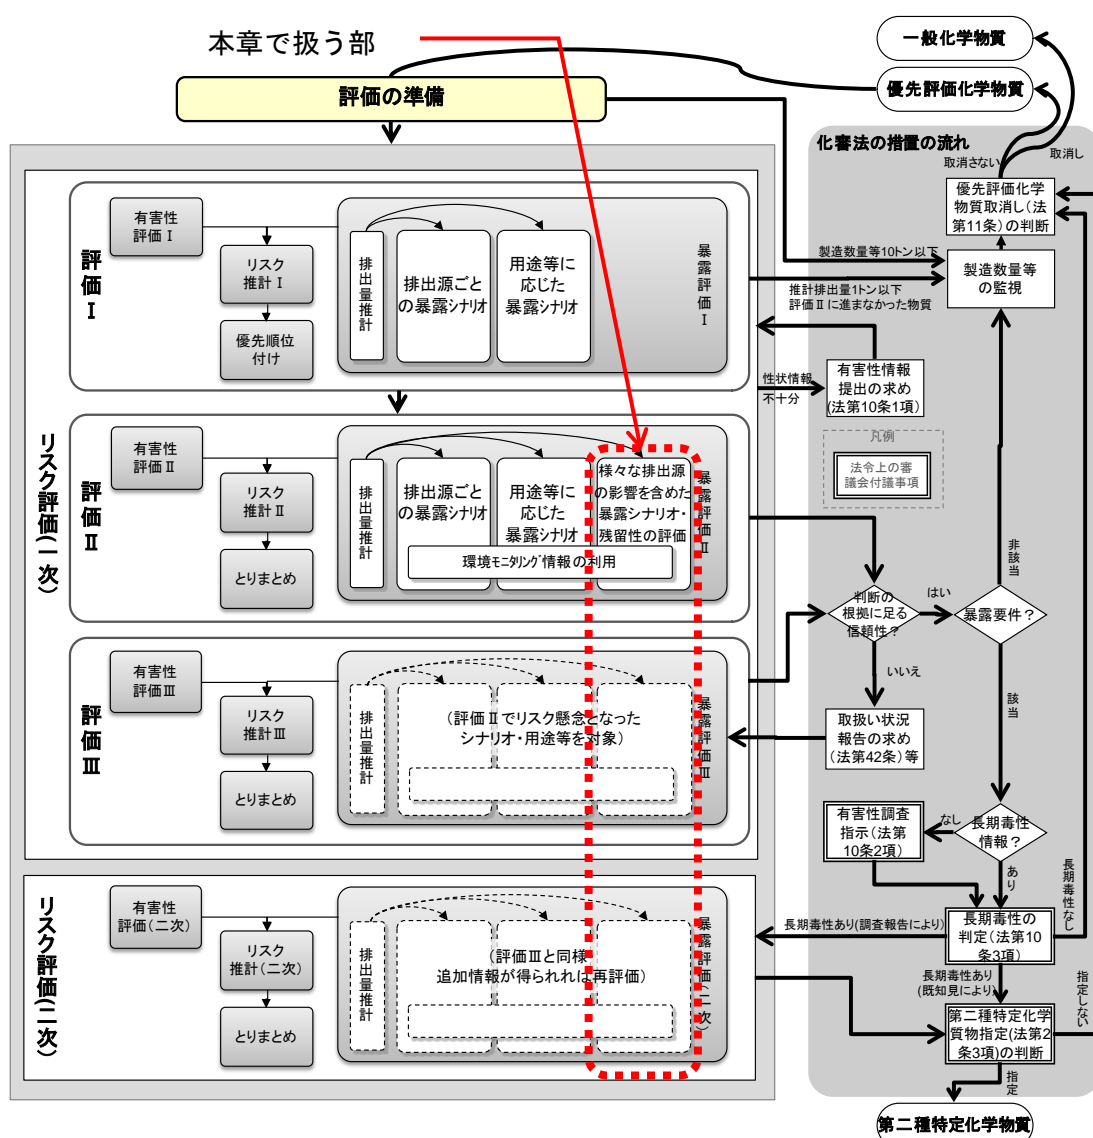 本章で扱う部
一般化学物質
優先評価化学物質
評価の準備
化審法の措置の流れ
取消さない
取消し
優先評価化学
物質取消し(法
第11条)の判断
製造数量等10トン以下
製造数量等
の監視
推計排出量1トン以下
評価Ⅱに進まなかった物質
性状情報
不十分
有害性情報
提出の求め
(法第10条1項)
凡例
法令上の審
議会付議事項
リスク評価(一次)
評価Ⅰ
有害性
評価Ⅰ
リスク
推計Ⅰ
優先順位
付け
排出量推計
排出源ごと
の暴露シナリオ
用途等に
応じた
暴露シナリオ
暴露評価Ⅰ
評価Ⅱ
有害性
評価Ⅱ
リスク
推計Ⅱ
とりまとめ
排出量推計
排出源ごと
の暴露シナリオ
用途等に
応じた
暴露シナリオ
様々な排出源
の影響を含めた
暴露シナリオ・
残留性の評価
環境モニタリング情報の利用
暴露評価Ⅱ
評価Ⅲ
有害性
評価Ⅲ
リスク
推計Ⅲ
とりまとめ
排出量推計
(評価Ⅱでリスク懸念となった
シナリオ・用途等を対象)
暴露評価Ⅲ
リスク評価(二次)
有害性
評価(二次)
リスク
推計(二次)
とりまとめ
排出量推計
(評価Ⅲと同様
追加情報が得られれば再評価)
暴露評価(二次)
判断の
根拠に足る
信頼性?
はい
いいえ
暴露要件?
非該当
該当
取扱い状況
報告の求め
(法第42条)等
有害性調査
指示(法第
10条2項)
なし
長期毒性
情報?
あり
長期毒性なし
長期毒性あり(調査報告により)
長期毒性の
判定(法第10
条3項)
長期毒性あり
(既知見により)
指定しない
第二種特定化学
質物指定(法第2
条3項)の判断
指定
第二種特定化学物質